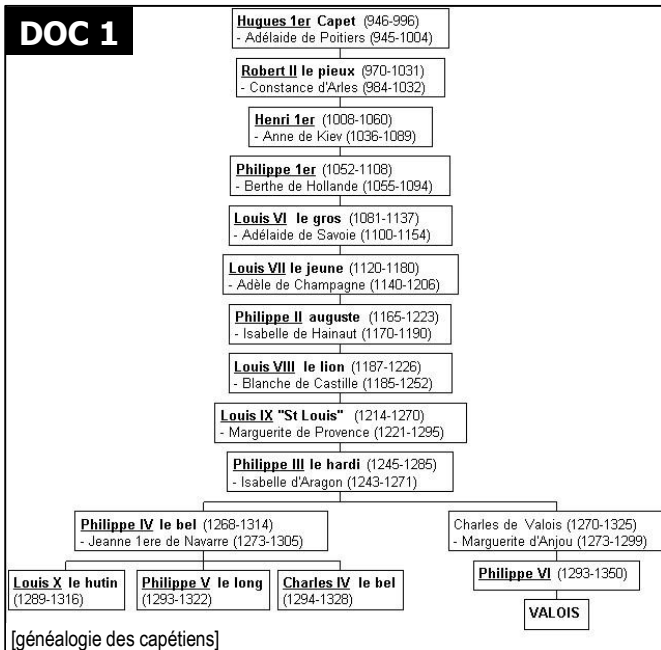 DOC 1
Hugues 1er Capet (946-996)
- Adélaide de Poitiers (945-1004)
Robert II le pieux (970-1031)
- Constance d'Arles (984-1032)
Henri 1er (1008-1060)
- Anne de Kiev (1036-1089)
Philippe 1er (1052-1108)
- Berthe de Hollande (1055-1094)
Louis VI le gros (1081-1137)
- Adélaide de Savoie (1100-1154)
Louis VII le jeune (1120-1180)
- Adèle de Champagne (1140-1206)
Philippe II auguste (1165-1223)
- Isabelle de Hainaut (1170-1190)
Louis VIII le lion (1187-1226)
- Blanche de Castille (1185-1252)
Louis IX "St Louis" (1214-1270)
- Marguerite de Provence (1221-1295)
Philippe III le hardi (1245-1285)
- Isabelle d'Aragon (1243-1271)
Philippe IV le bel (1268-1314)
- Jeanne 1ere de Navarre (1273-1305)
Charles de Valois (1270-1325)
- Marguerite d'Anjou (1273-1299)
Louis X le hutin
(1289-1316)
Philippe V le long
(1293-1322)
Charles IV le bel
(1294-1328)
Philippe VI (1293-1350)
VALOIS
[généalogie des capétiens]